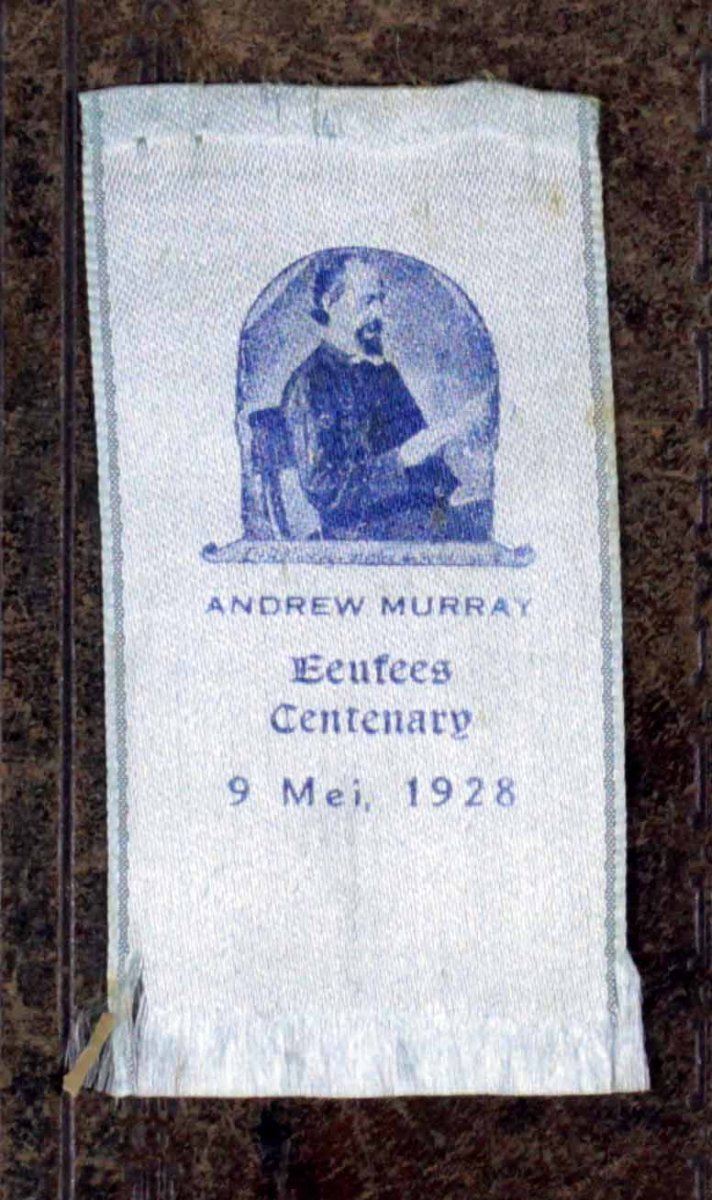 ANDREW MURRAY
Eeufees
Centenary
9 Mei, 1928